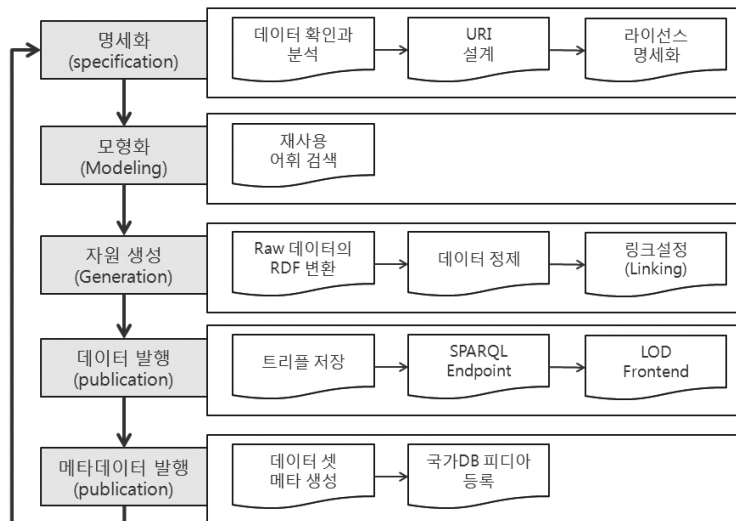 명세화
(specification)
데이터 확인과
분석
URI
설계
라이선스
명세화
모형화
(Modeling)
재사용
어휘 검색
자원 생성
(Generation)
Raw 데이터의
RDF 변환
데이터 정제
링크설정
(Linking)
데이터 발행
(publication)
트리플 저장
SPARQL
Endpoint
LOD
Frontend
메타데이터 발행
(publication)
데이터 셋
메타 생성
국가DB 피디아
등록